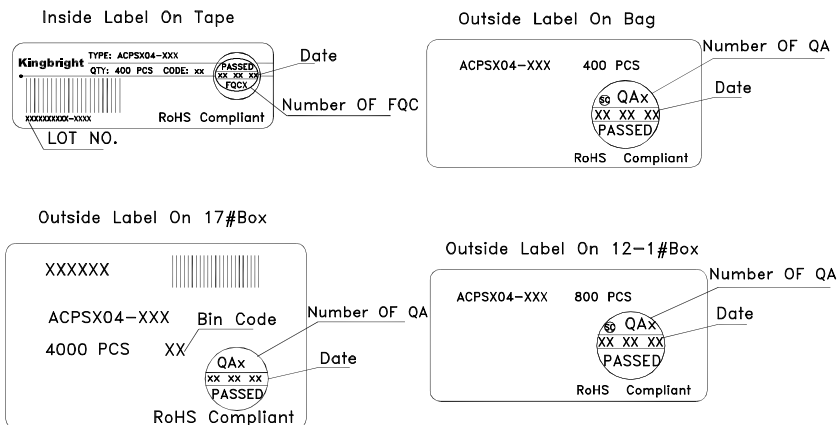 Inside Label On Tape
Kingbright
TYPE: ACPSX04-XXX
QTY: 400 PCS CODE: xx
PASSED
XX XX XX
FQCX
xxxxxxxxxx-xxxx
RoHS Compliant
Date
Number OF FQC
LOT NO.
Outside Label On Bag
ACPSX04-XXX 400 PCS
SC QAx
XX XX XX
PASSED
RoHS Compliant
Number OF QA
Date
Outside Label On 17#Box
XXXXXX
ACPSX04-XXX
Bin Code
4000 PCS XX
QAx
XX XX XX
PASSED
RoHS Compliant
Number OF QA
Date
Outside Label On 12-1#Box
ACPSX04-XXX 800 PCS
SC QAx
XX XX XX
PASSED
RoHS Compliant
Number OF QA
Date